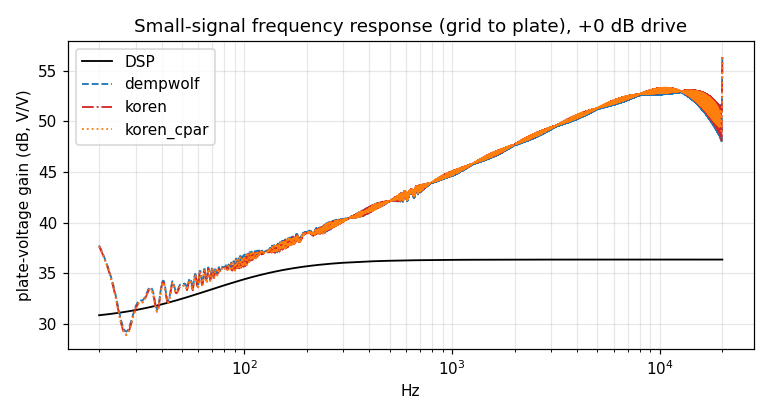 Small-signal frequency response (grid to plate), +0 dB drive
plate-voltage gain (dB, V/V)
55
50
45
40
35
30
DSP
dempwolf
koren
koren_cpar
10²
10³
10⁴
Hz